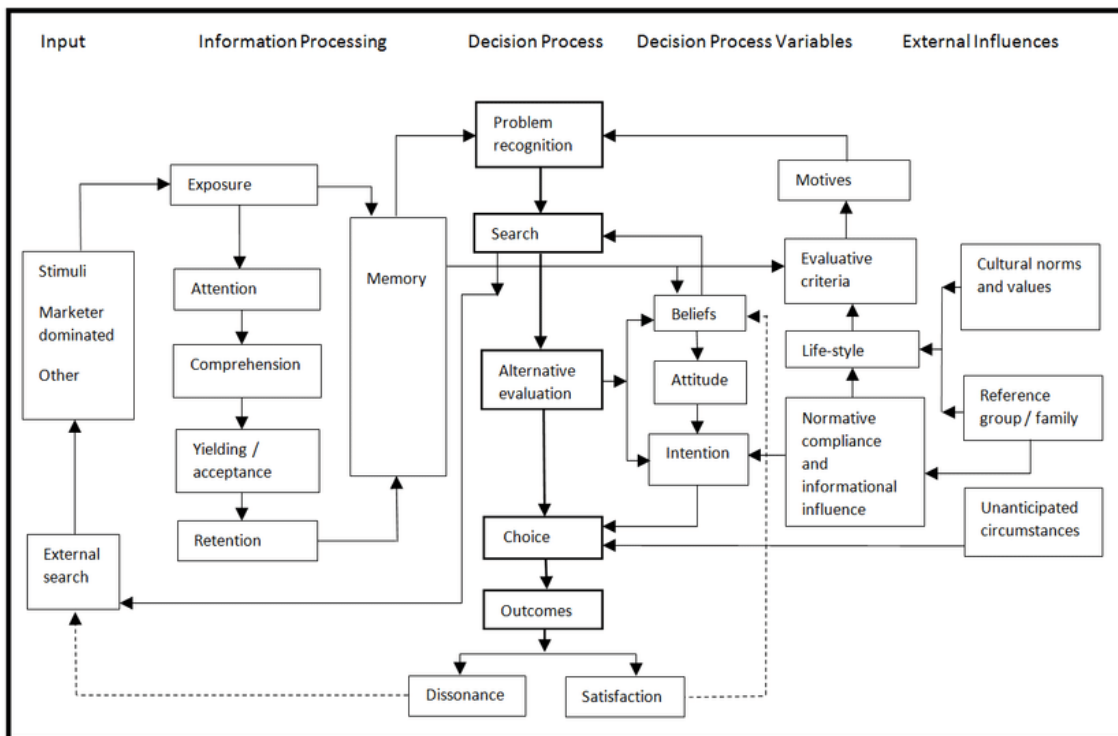 Input
Information Processing
Decision Process
Decision Process Variables
External Influences
Stimuli
Marketer
dominated
Other
External
search
Exposure
Attention
Comprehension
Yielding /
acceptance
Retention
Memory
Problem
recognition
Search
Alternative
evaluation
Choice
Outcomes
Dissonance
Satisfaction
Beliefs
Attitude
Intention
Motives
Evaluative
criteria
Life-style
Normative
compliance
and
informational
influence
Cultural norms
and values
Reference
group / family
Unanticipated
circumstances